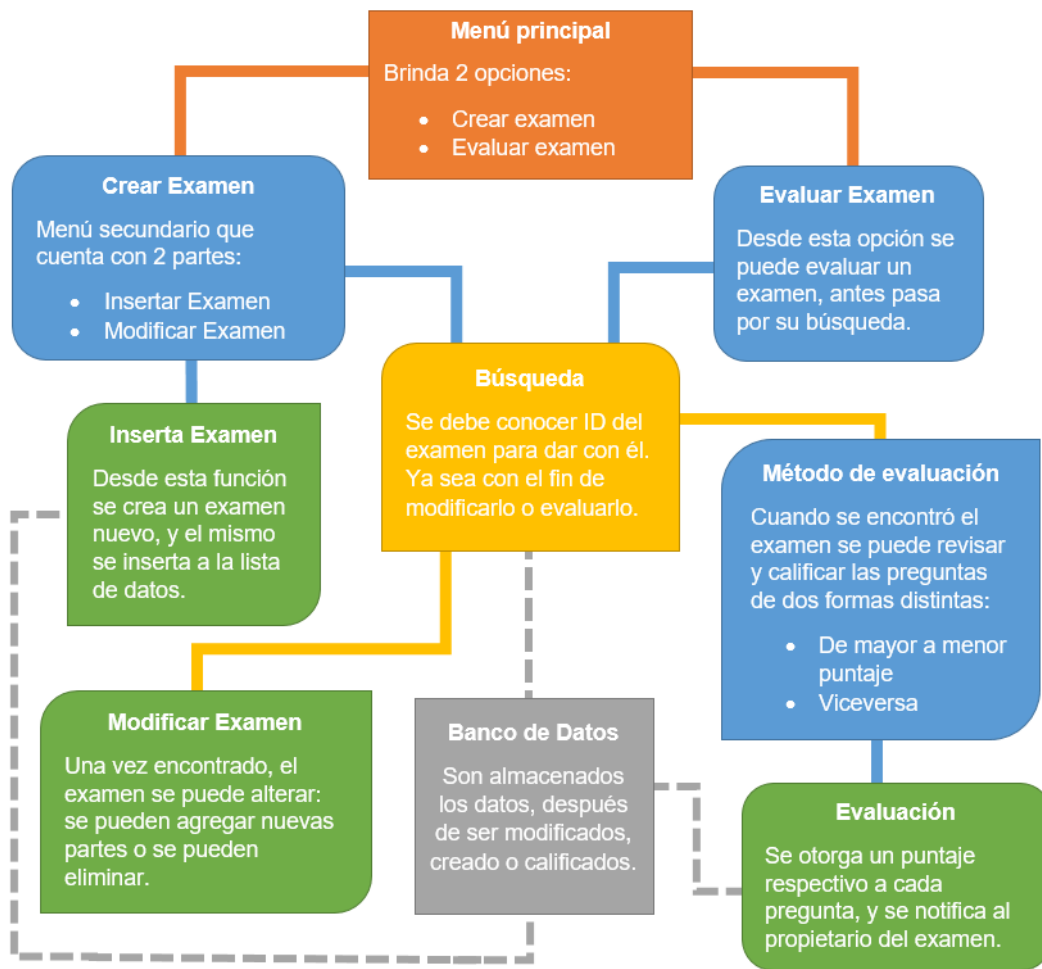 Menú principal
Brinda 2 opciones:
• Crear examen
• Evaluar examen
Crear Examen
Menú secundario que
cuenta con 2 partes:
• Insertar Examen
• Modificar Examen
Evaluar Examen
Desde esta opción se
puede evaluar un
examen, antes pasa
por su búsqueda.
Búsqueda
Se debe conocer ID del
examen para dar con él.
Ya sea con el fin de
modificarlo o evaluarlo.
Inserta Examen
Desde esta función
se crea un examen
nuevo, y el mismo
se inserta a la lista
de datos.
Método de evaluación
Cuando se encontró el
examen se puede revisar
y calificar las preguntas
de dos formas distintas:
• De mayor a menor
puntaje
• Viceversa
Modificar Examen
Una vez encontrado, el
examen se puede alterar:
se pueden agregar nuevas
partes o se pueden
eliminar.
Banco de Datos
Son almacenados
los datos, después
de ser modificados,
creado o calificados.
Evaluación
Se otorga un puntaje
respectivo a cada
pregunta, y se notifica al
propietario del examen.